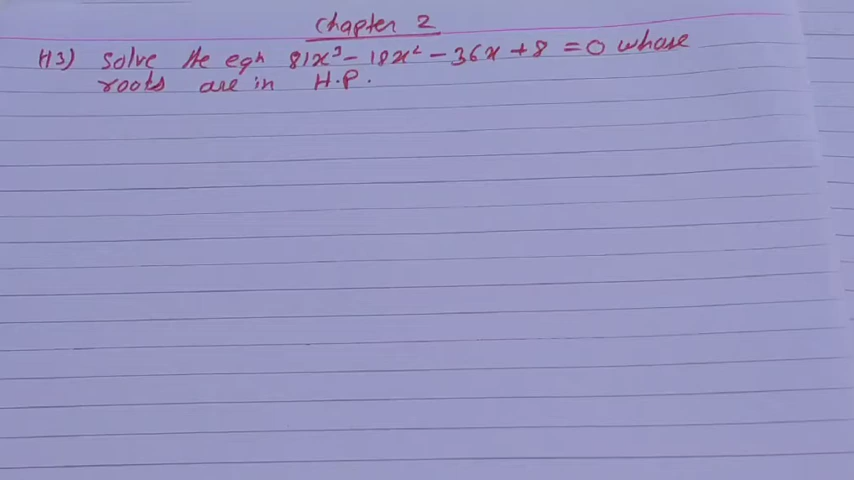 Chapter 2
H3) Solve the eqn 81x³ - 18x² - 36x + 8 = 0 whose
roots are in H.P.